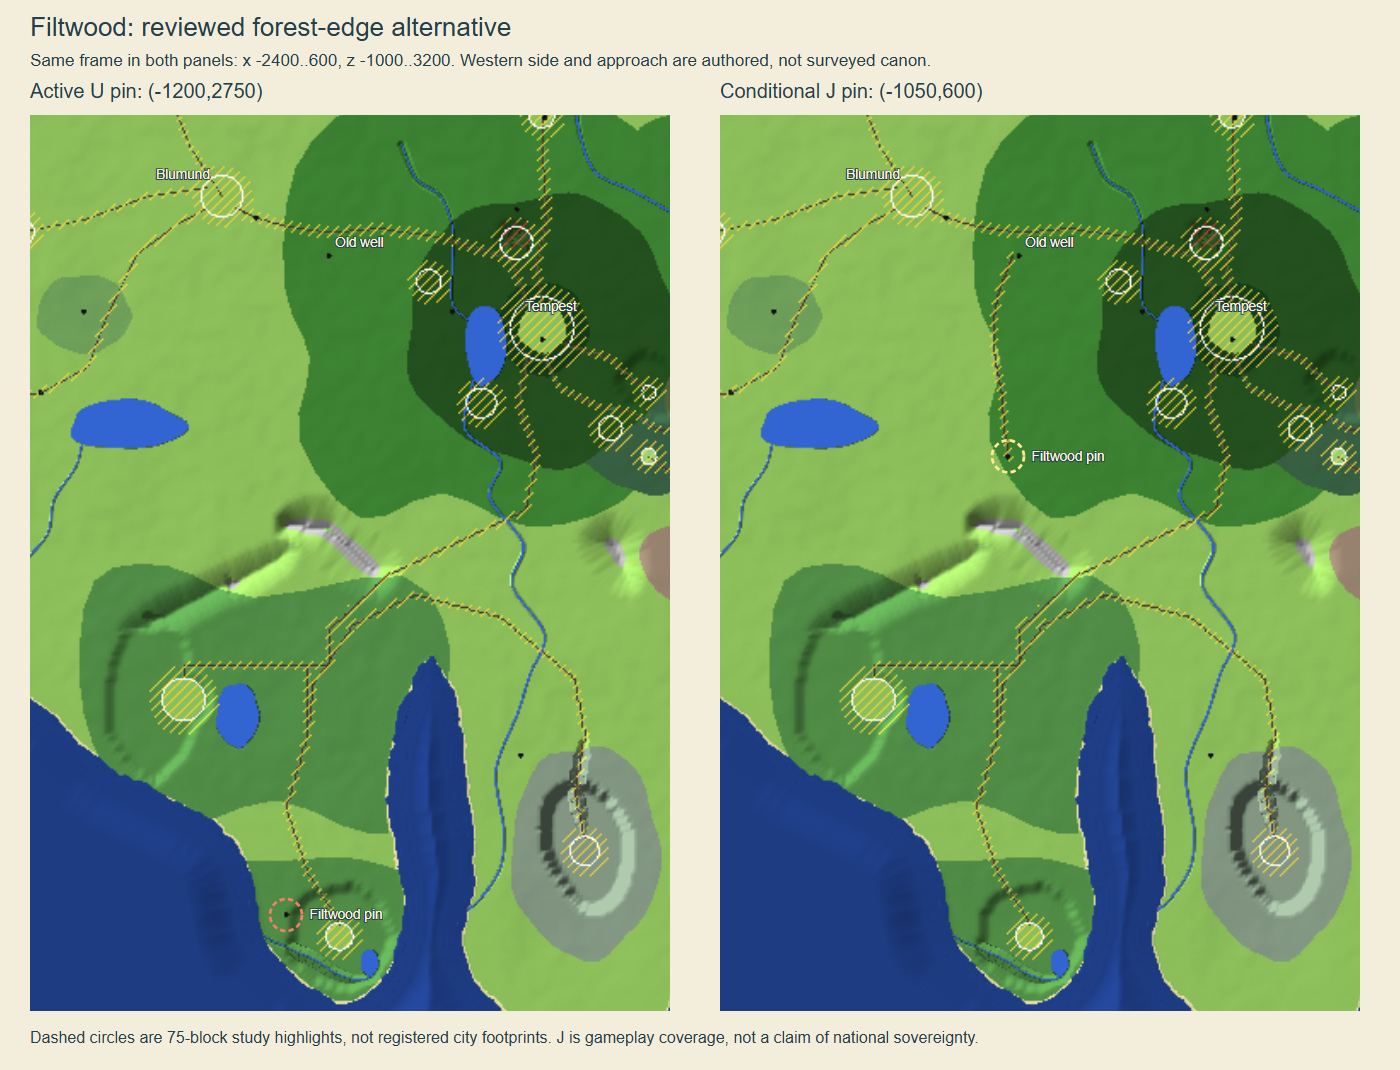 Filtwood: reviewed forest-edge alternative
Same frame in both panels: x -2400..600, z -1000..3200. Western side and approach are authored, not surveyed canon.
Active U pin: (-1200,2750)
Conditional J pin: (-1050,600)
Blumund
Old well
Tempest
Filtwood pin
Blumund
Old well
Tempest
Filtwood pin
Dashed circles are 75-block study highlights, not registered city footprints. J is gameplay coverage, not a claim of national sovereignty.